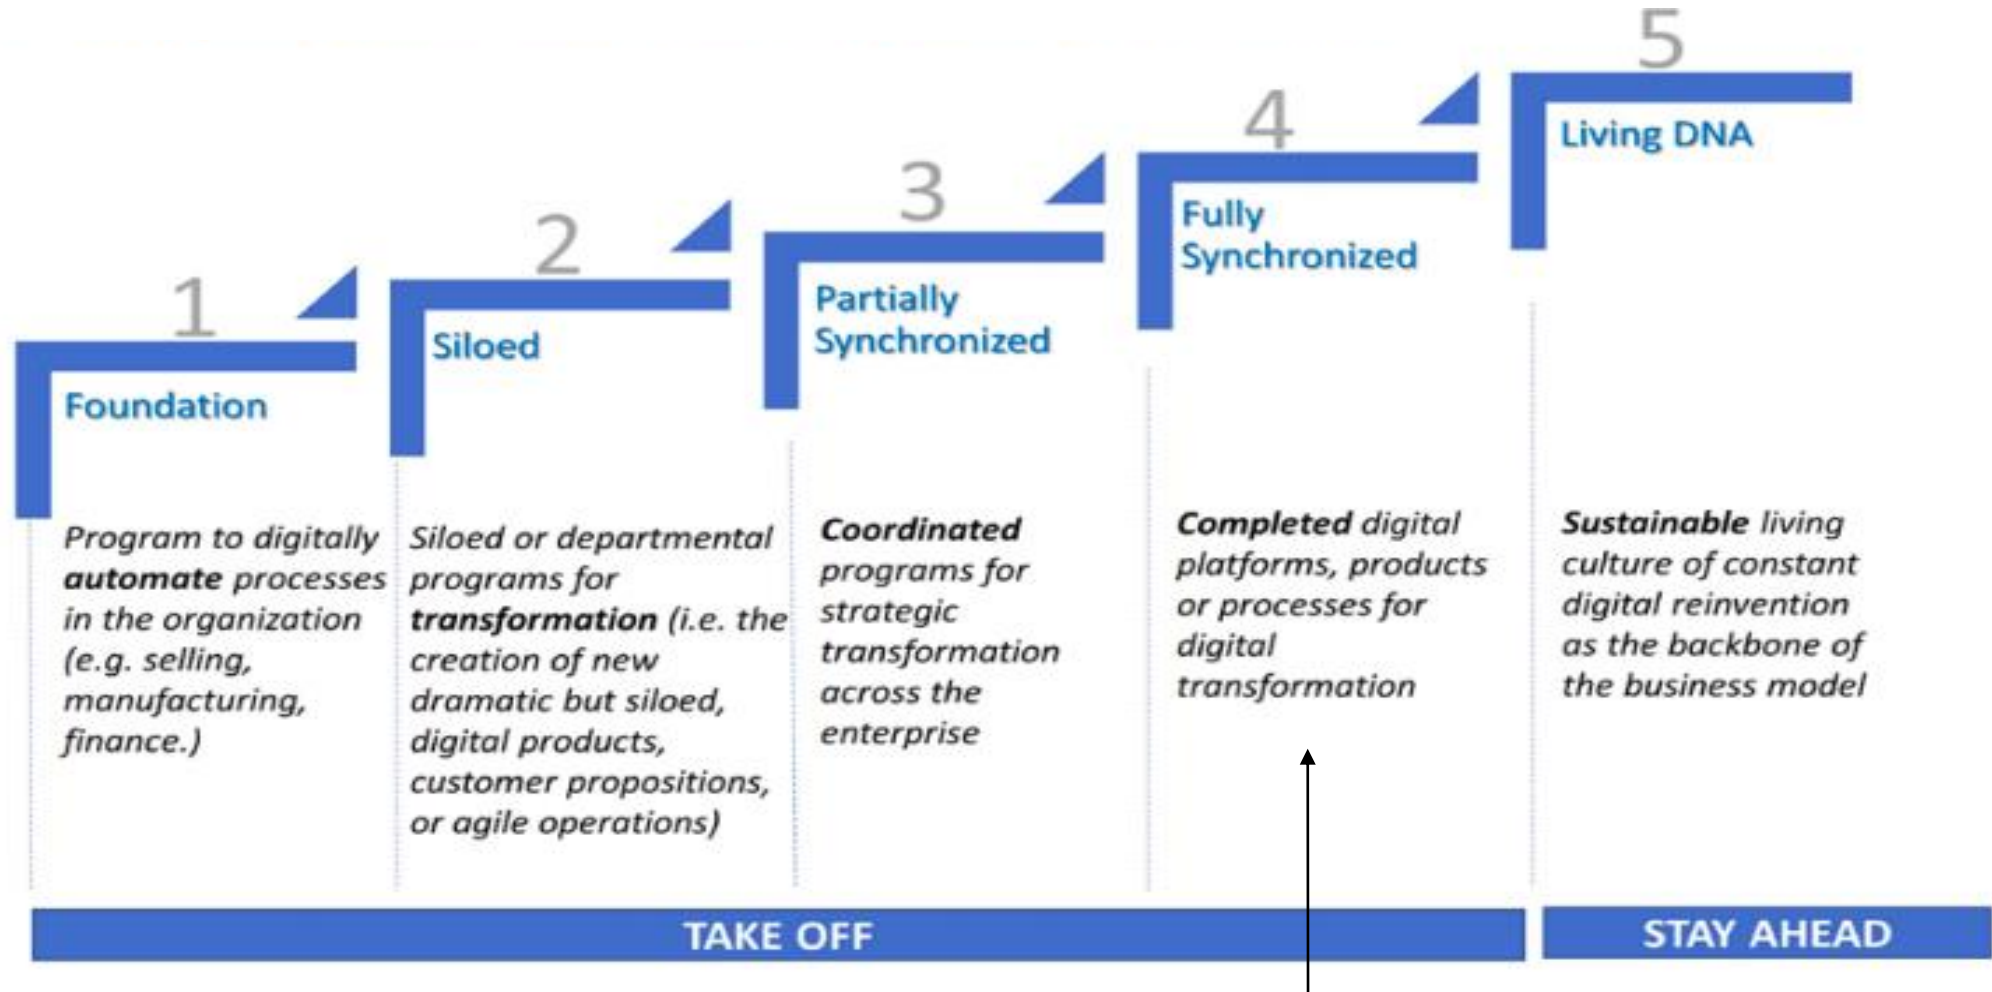 1
Foundation
Program to digitally
automate processes
in the organization
(e.g. selling,
manufacturing,
finance.)
2
Siloed
Siloed or departmental
programs for
transformation (i.e. the
creation of new
dramatic but siloed,
digital products,
customer propositions,
or agile operations)
3
Partially
Synchronized
Coordinated
programs for
strategic
transformation
across the
enterprise
4
Fully
Synchronized
Completed digital
platforms, products
or processes for
digital
transformation
5
Living DNA
Sustainable living
culture of constant
digital reinvention
as the backbone of
the business model
TAKE OFF
STAY AHEAD